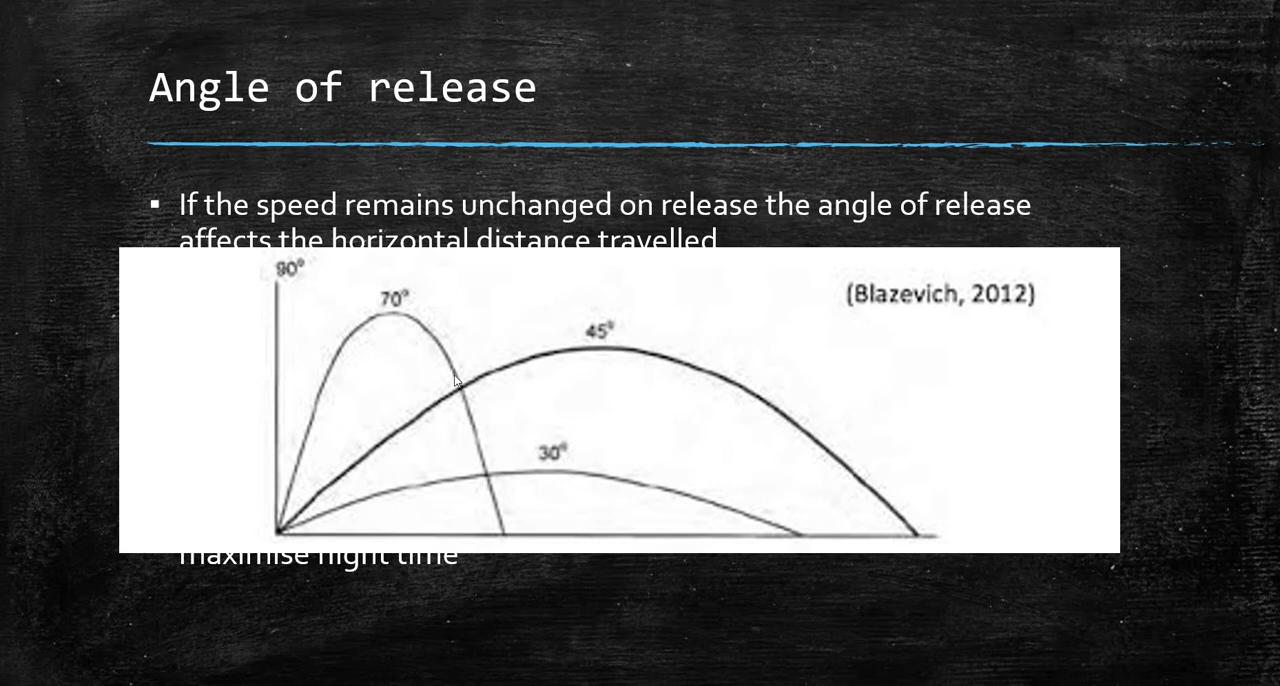 Angle of release
▪ If the speed remains unchanged on release the angle of release
affects the horizontal distance travelled
90°
(Blazevich, 2012)
70°
45°
30°
maximise flight time